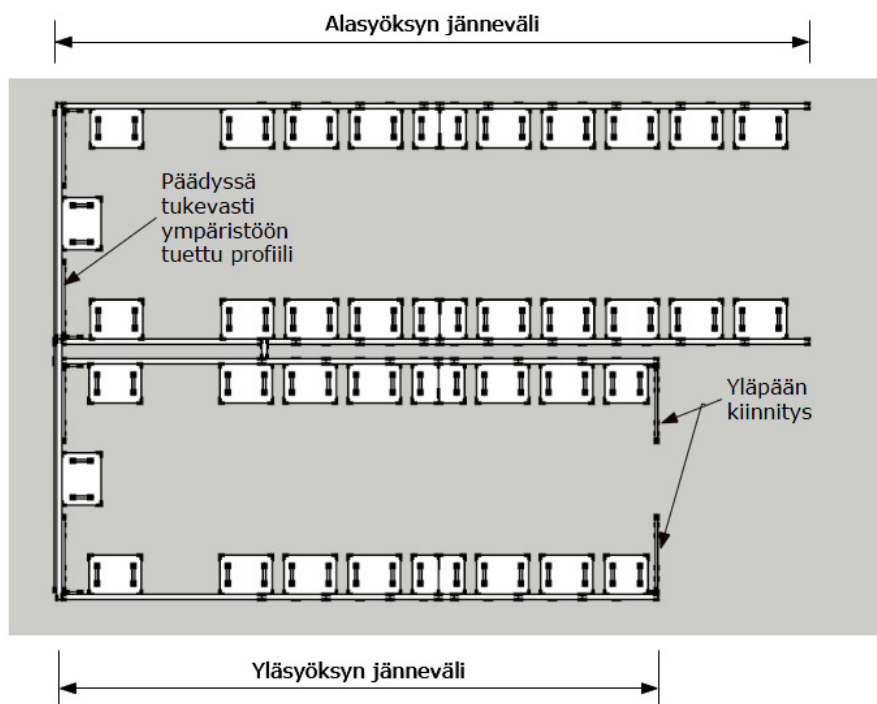 Alasyöksyn jänneväli
Päädyssä
tukevasti
ympäristöön
tuettu profiili
Yläpään
kiinnitys
Yläsyöksyn jänneväli